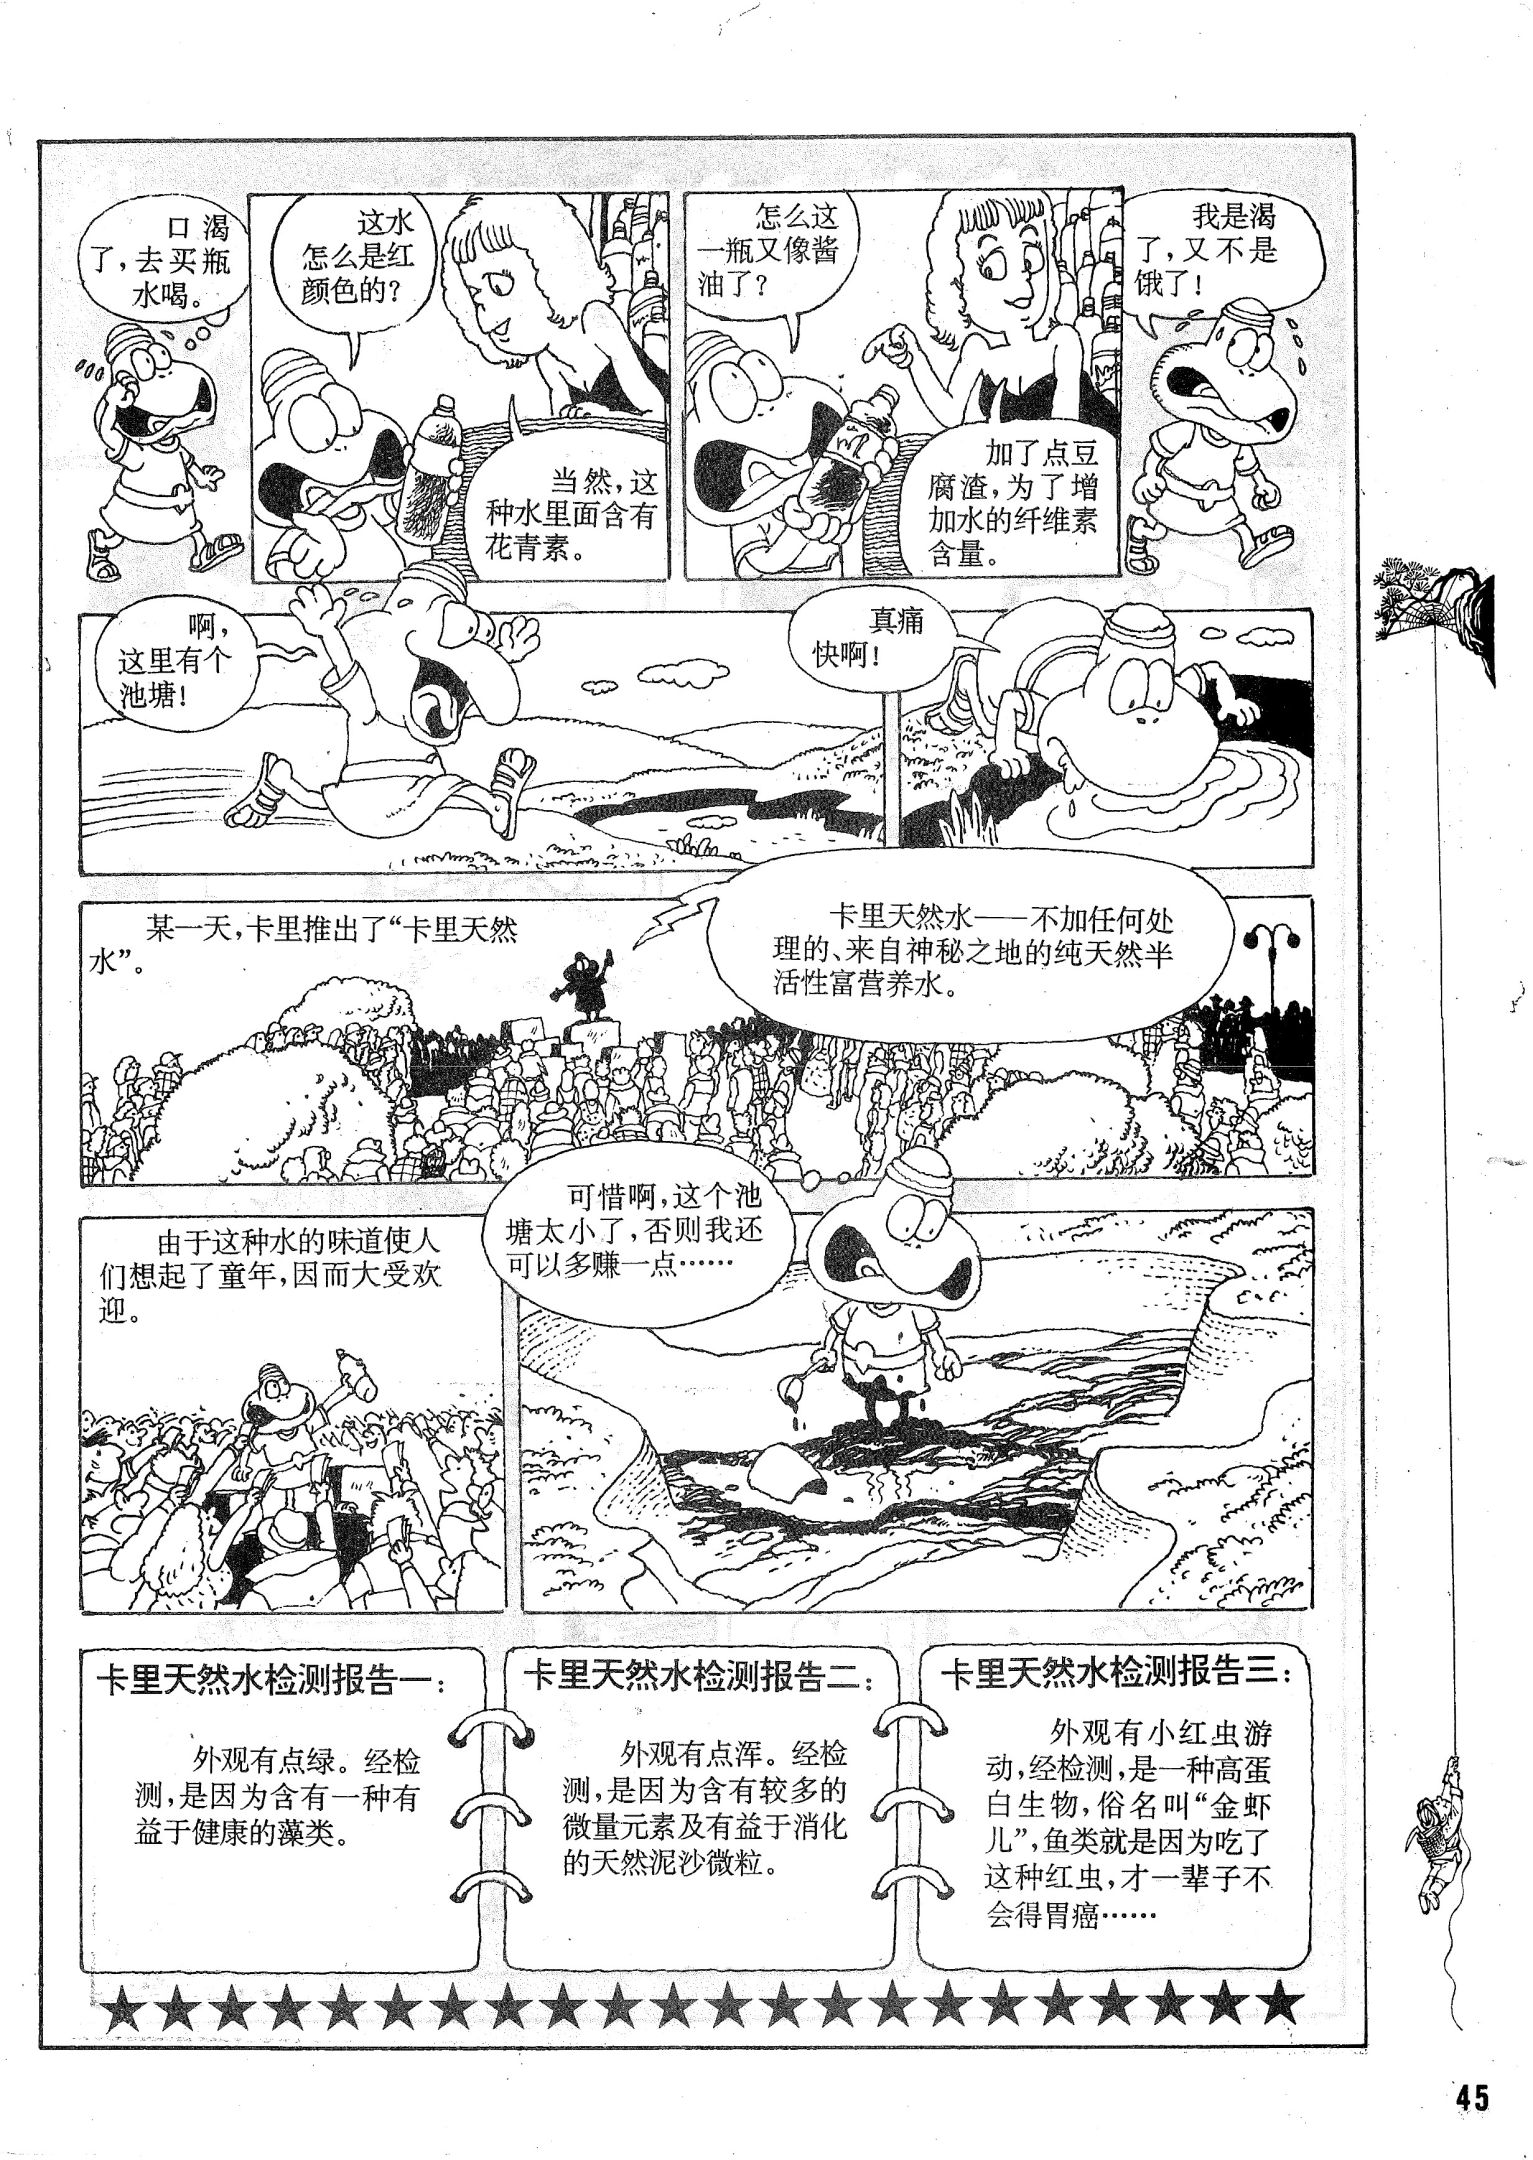 口渴
了，去买瓶
水喝。
这水
怎么是红
颜色的？
当然，这
种水里面含有
花青素。
怎么这
一瓶又像酱
油了？
加了点豆
腐渣，为了增
加水的纤维素
含量。
我是渴
了，又不是
饿了！
啊，
这里有个
池塘！
真痛
快啊！
某一天，卡里推出了“卡里天然
水”。
卡里天然水——不加任何处
理的、来自神秘之地的纯天然半
活性富营养水。
由于这种水的味道使人
们想起了童年，因而大受欢
迎。
可惜啊，这个池
塘太小了，否则我还
可以多赚一点……
卡里天然水检测报告一：
外观有点绿。经检
测，是因为含有一种有
益于健康的藻类。
卡里天然水检测报告二：
外观有点浑。经检
测，是因为含有较多的
微量元素及有益于消化
的天然泥沙微粒。
卡里天然水检测报告三：
外观有小红虫游
动，经检测，是一种高蛋
白生物，俗名叫“金虾
儿”，鱼类就是因为吃了
这种红虫，才一辈子不
会得胃癌……
45